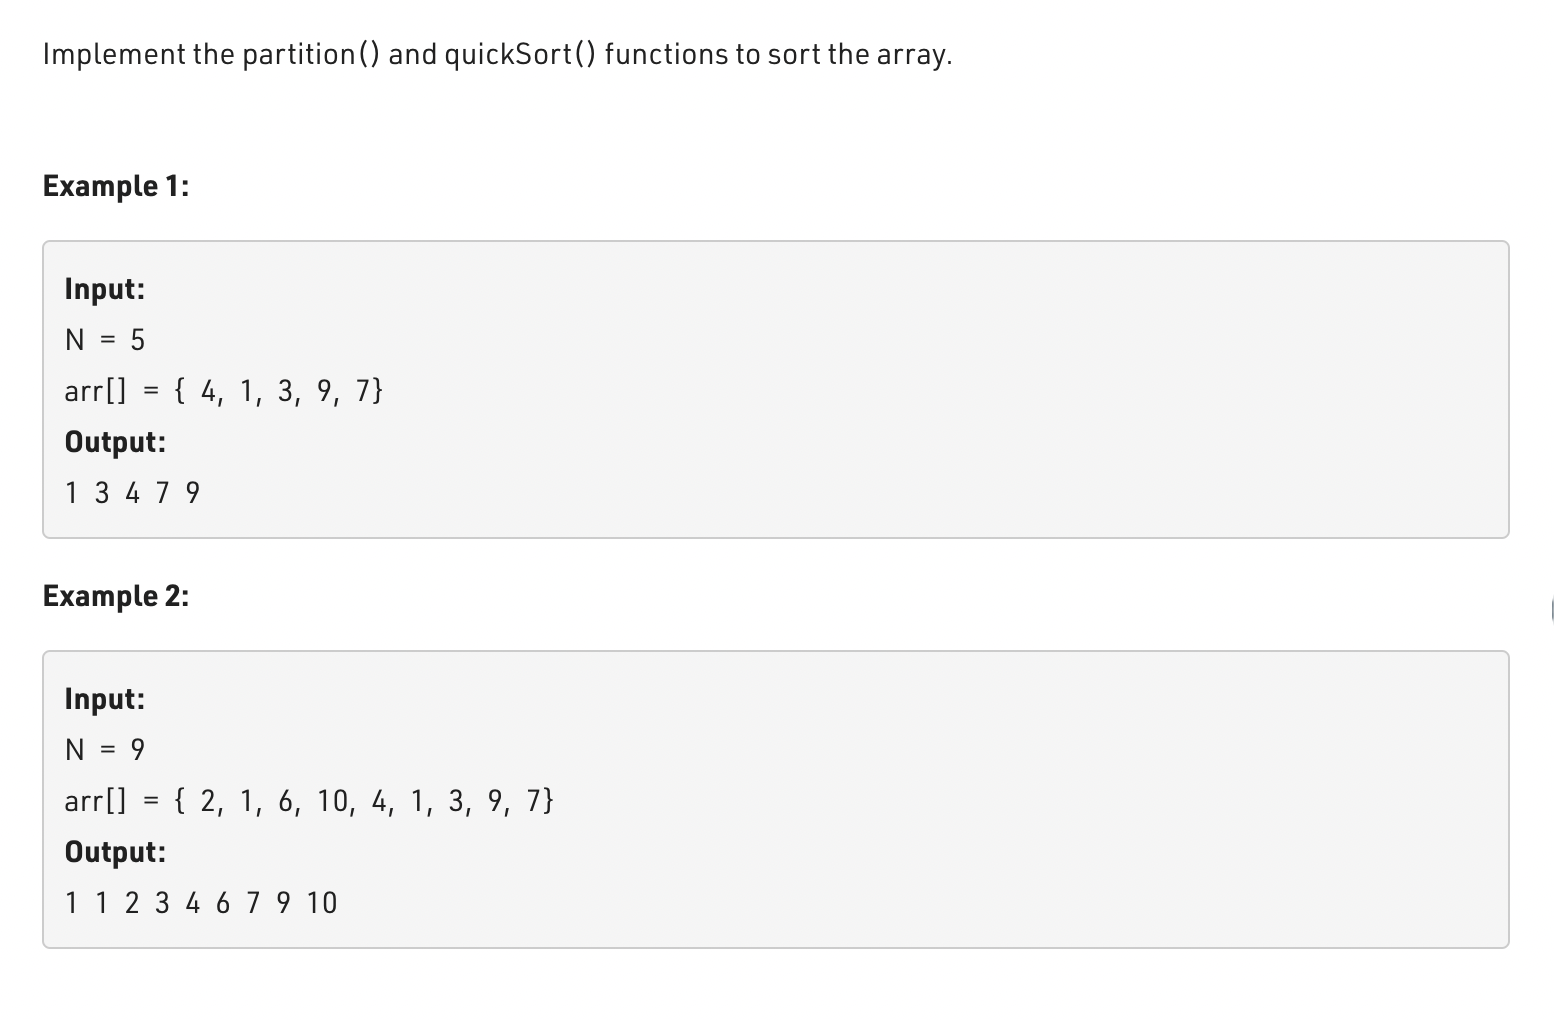 Implement the partition() and quickSort() functions to sort the array.
Example 1:
Input:
N = 5
arr[] = { 4, 1, 3, 9, 7}
Output:
1 3 4 7 9
Example 2:
Input:
N = 9
arr[] = { 2, 1, 6, 10, 4, 1, 3, 9, 7}
Output:
1 1 2 3 4 6 7 9 10